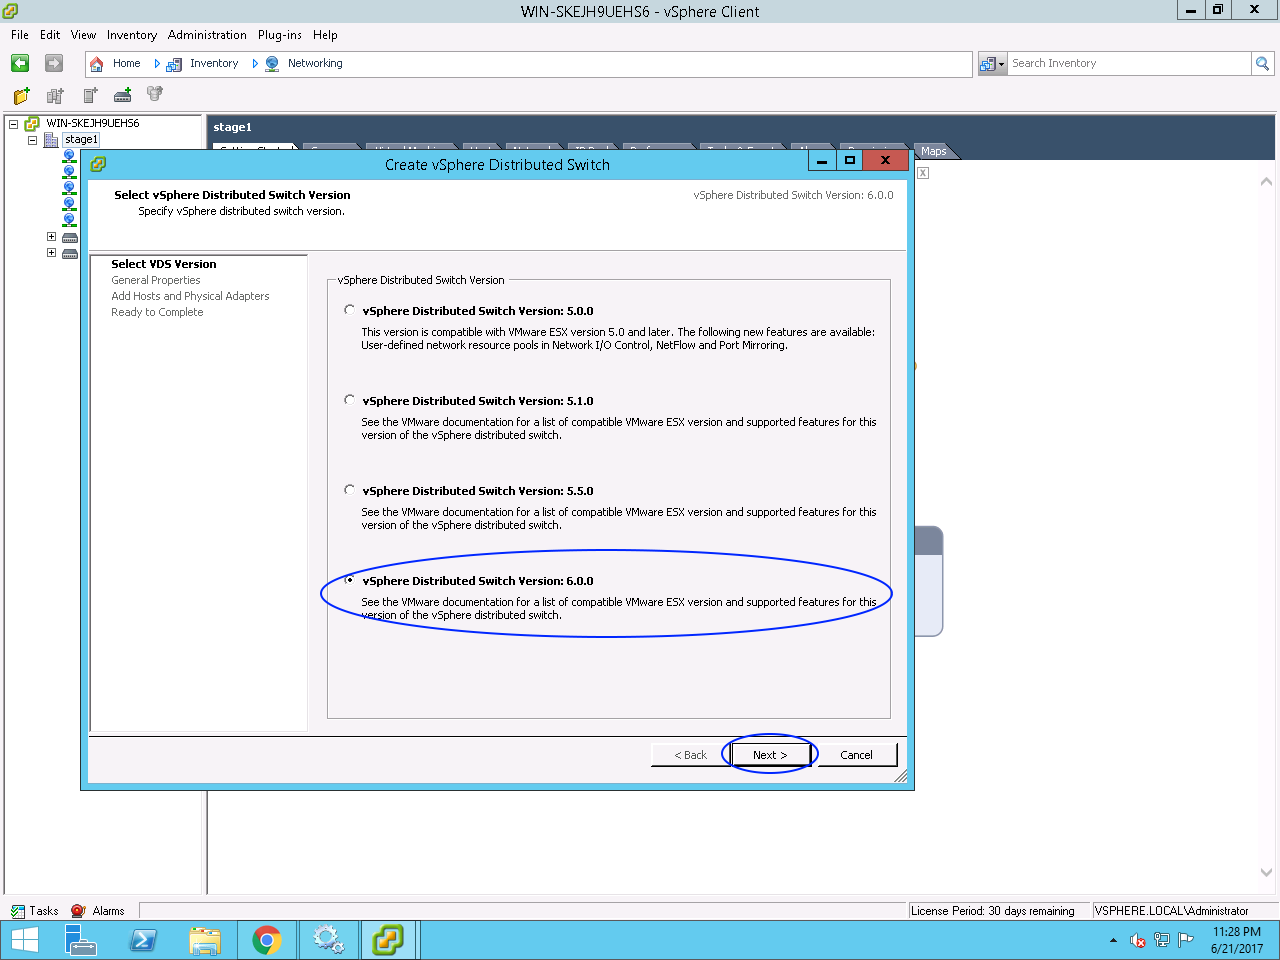 WIN-SKEJH9UEHS6 - vSphere Client
File Edit View Inventory Administration Plug-ins Help
Home Inventory Networking
Search Inventory
WIN-SKEJH9UEHS6
stage1
stage1
Maps
Create vSphere Distributed Switch
Select vSphere Distributed Switch Version
Specify vSphere distributed switch version.
vSphere Distributed Switch Version: 6.0.0
Select VDS Version
General Properties
Add Hosts and Physical Adapters
Ready to Complete
vSphere Distributed Switch Version
vSphere Distributed Switch Version: 5.0.0
This version is compatible with VMware ESX version 5.0 and later. The following new features are available:
User-defined network resource pools in Network I/O Control, NetFlow and Port Mirroring.
vSphere Distributed Switch Version: 5.1.0
See the VMware documentation for a list of compatible VMware ESX version and supported features for this
version of the vSphere distributed switch.
vSphere Distributed Switch Version: 5.5.0
See the VMware documentation for a list of compatible VMware ESX version and supported features for this
version of the vSphere distributed switch.
vSphere Distributed Switch Version: 6.0.0
See the VMware documentation for a list of compatible VMware ESX version and supported features for this
version of the vSphere distributed switch.
< Back Next > Cancel
Tasks Alarms
License Period: 30 days remaining
VSPHERE.LOCAL\Administrator
11:28 PM
6/21/2017